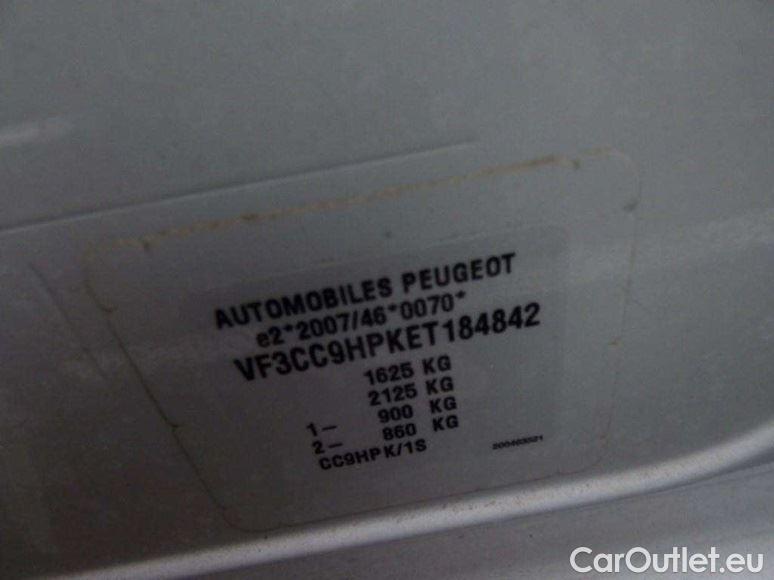 AUTOMOBILES PEUGEOT
e2*2007/46*0070*
VF3CC9HPKET184842
1625 KG
2125 KG
1- 900 KG
2- 860 KG
CC9HPK/1S
CarOutlet.eu